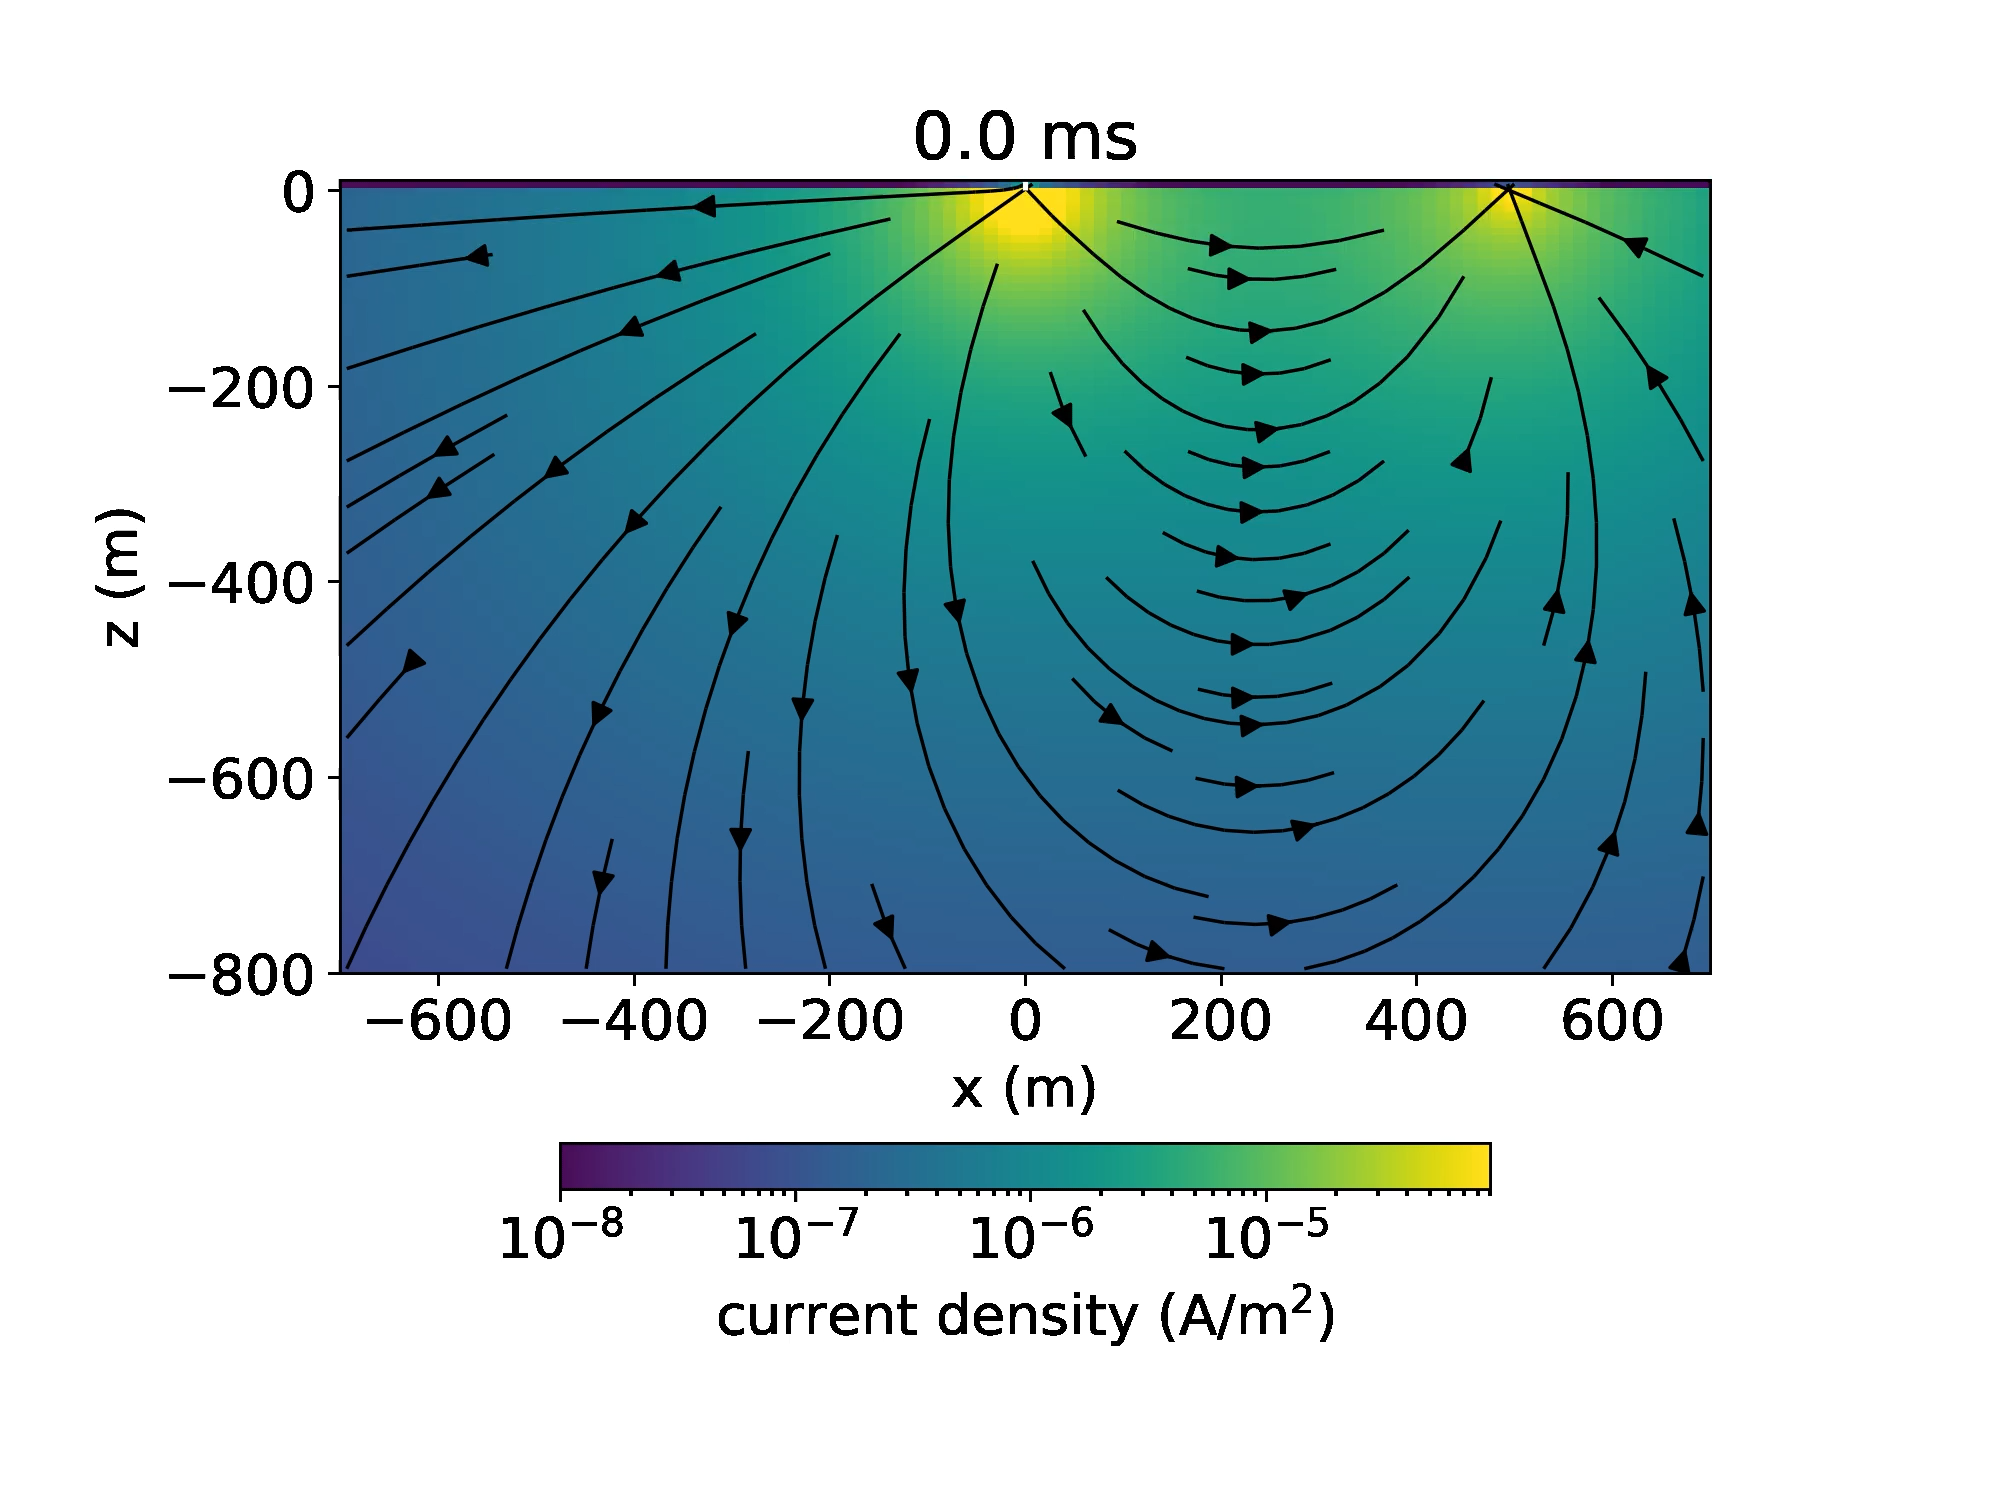 0.0 ms
0
−200
−400
−600
−800
z (m)
−600 −400 −200 0 200 400 600
x (m)
10⁻⁸ 10⁻⁷ 10⁻⁶ 10⁻⁵
current density (A/m²)